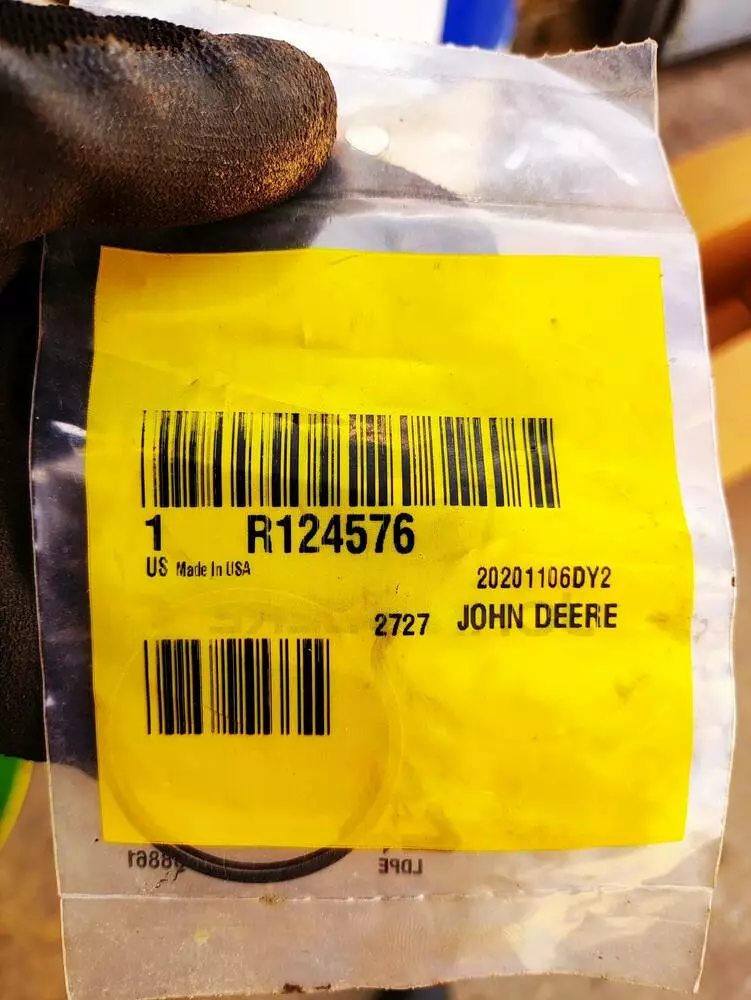 1 R124576
US Made In USA
20201106DY2
2727 JOHN DEERE
LDPE